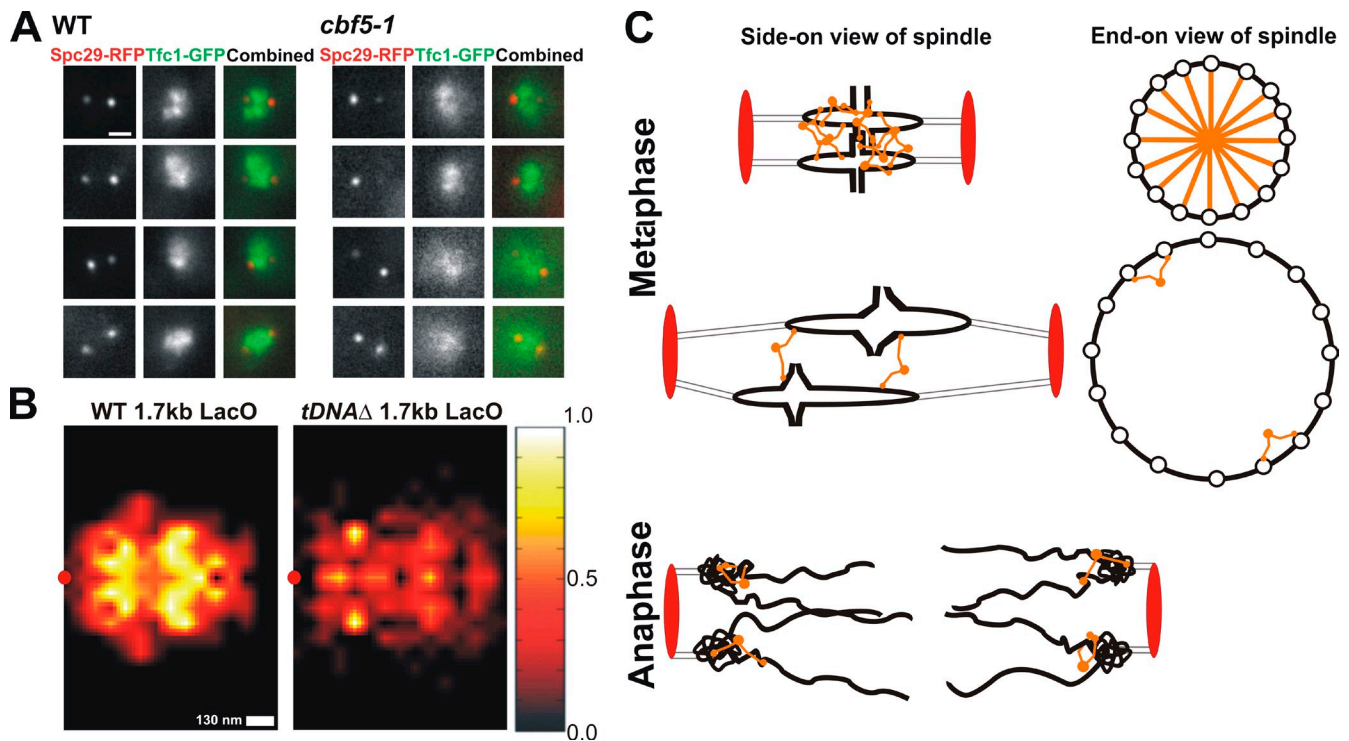 A WT cbf5-1
Spc29-RFP Tfc1-GFP Combined Spc29-RFP Tfc1-GFP Combined
B WT 1.7kb LacO tDNAΔ 1.7kb LacO
1.0
0.5
0.0
130 nm
C
Side-on view of spindle End-on view of spindle
Metaphase
Anaphase